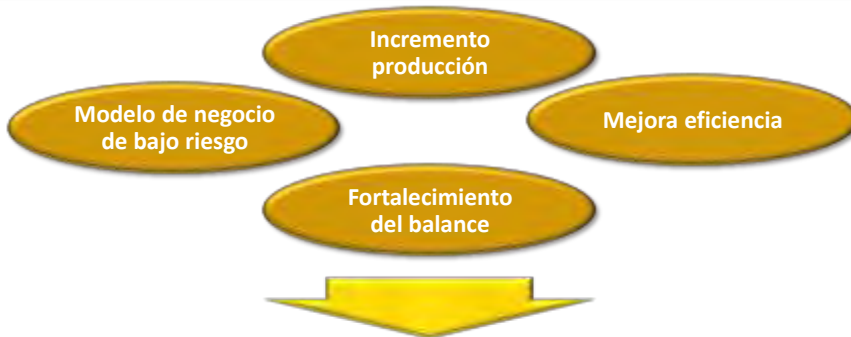 Incremento
producción
Modelo de negocio
de bajo riesgo
Mejora eficiencia
Fortalecimiento
del balance